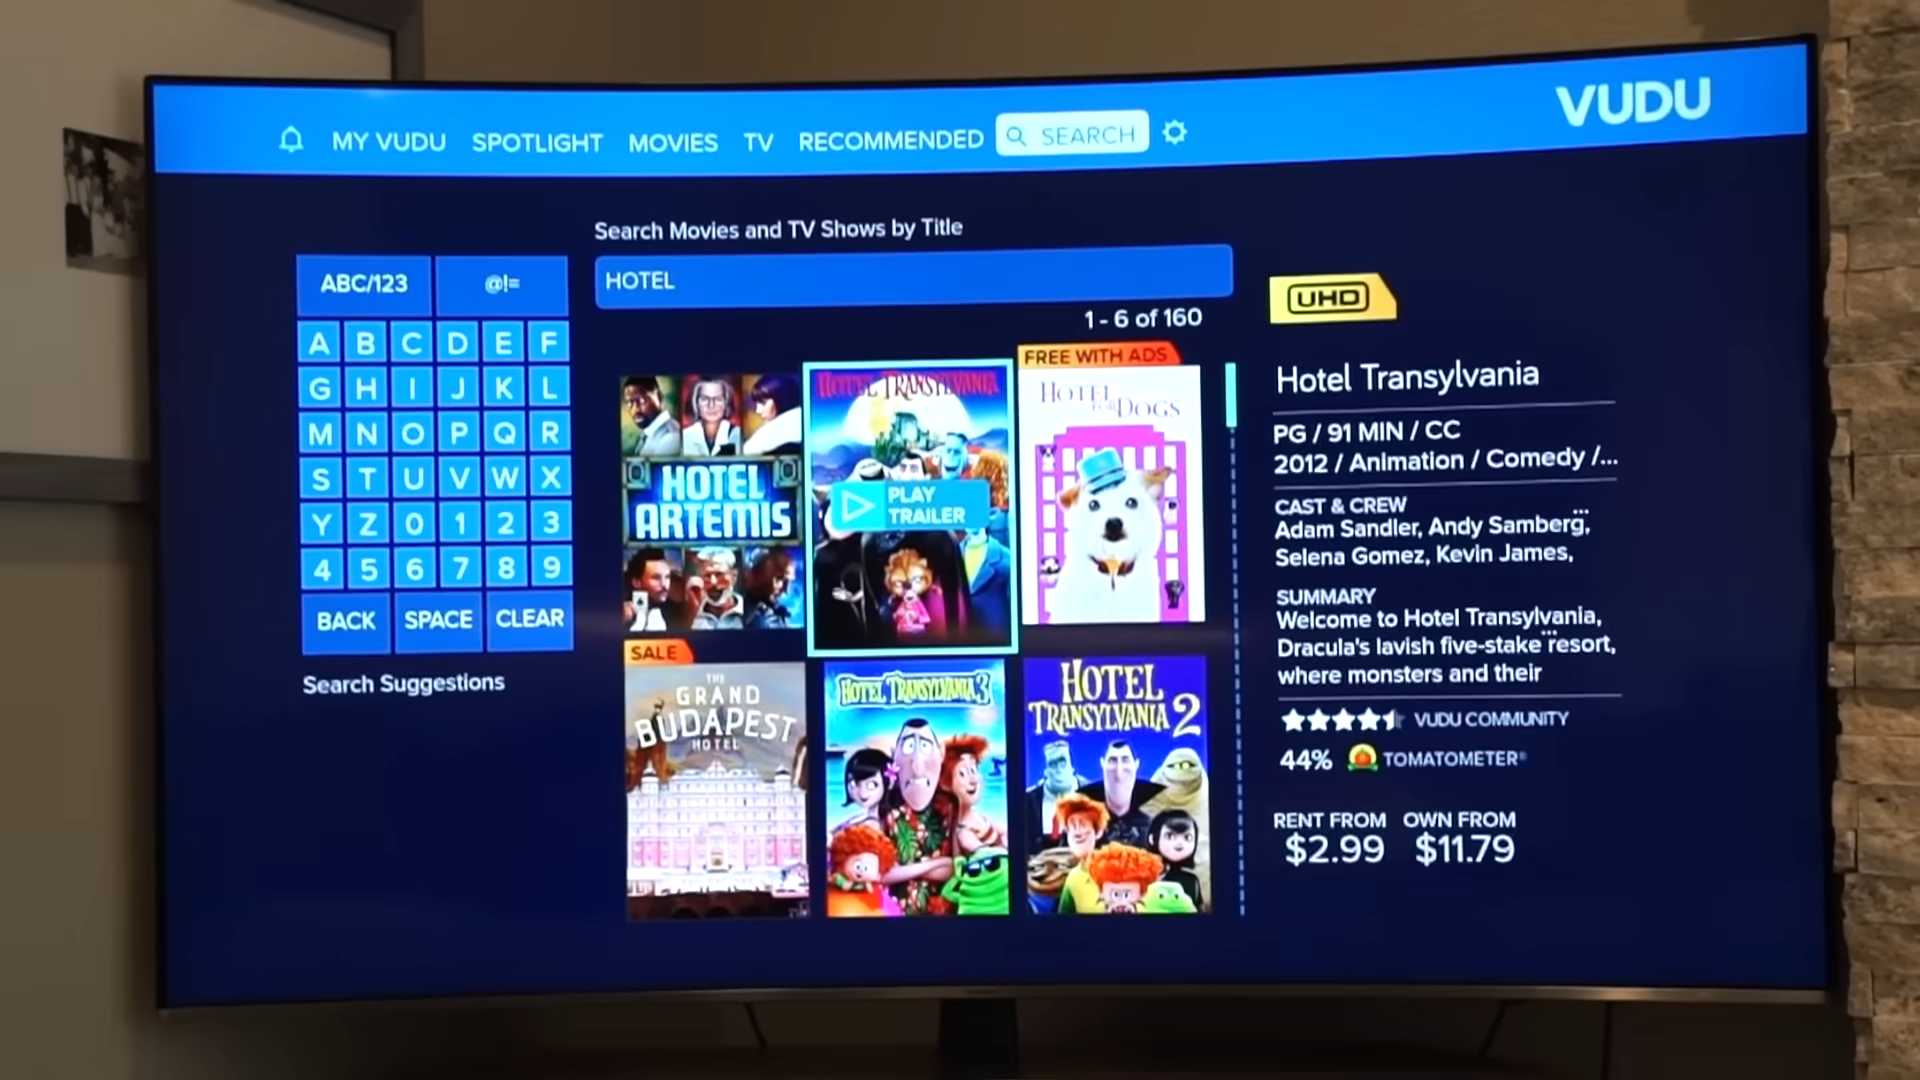 VUDU
MY VUDU SPOTLIGHT MOVIES TV RECOMMENDED SEARCH
Search Movies and TV Shows by Title
HOTEL
1 - 6 of 160
ABC/123 @!=
A B C D E F
G H I J K L
M N O P Q R
S T U V W X
Y Z 0 1 2 3
4 5 6 7 8 9
BACK SPACE CLEAR
Search Suggestions
HOTEL
ARTEMIS
HOTEL TRANSYLVANIA
PLAY
TRAILER
FREE WITH ADS
HOTEL
FOR DOGS
SALE
THE
GRAND
BUDAPEST
HOTEL
HOTEL TRANSYLVANIA 3
HOTEL
TRANSYLVANIA 2
UHD
Hotel Transylvania
PG / 91 MIN / CC
2012 / Animation / Comedy /...
CAST & CREW
Adam Sandler, Andy Samberg, ...
Selena Gomez, Kevin James,
SUMMARY
Welcome to Hotel Transylvania,
Dracula's lavish five-stake resort, ...
where monsters and their
VUDU COMMUNITY
44% TOMATOMETER®
RENT FROM OWN FROM
$2.99 $11.79